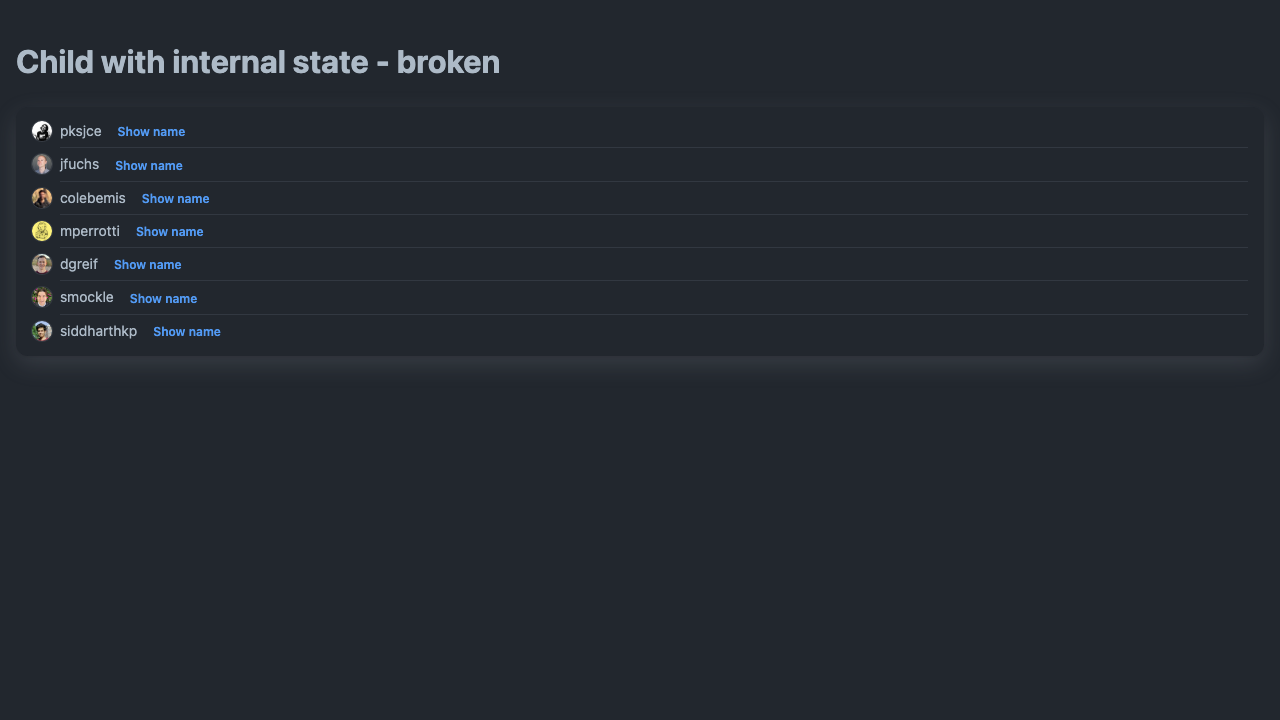 Child with internal state - broken
pksjce Show name
jfuchs Show name
colebemis Show name
mperrotti Show name
dgreif Show name
smockle Show name
siddharthkp Show name